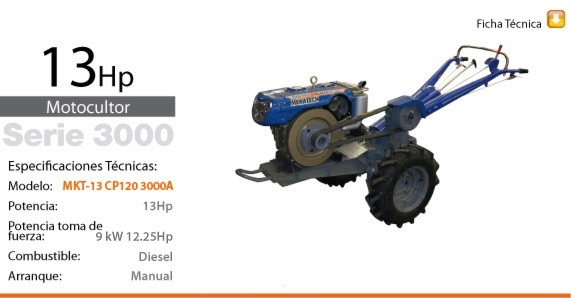 Ficha Técnica
13Hp
Motocultor
Serie 3000
Especificaciones Técnicas:
Modelo: MKT-13 CP120 3000A
Potencia: 13Hp
Potencia toma de
fuerza: 9 kW 12.25Hp
Combustible: Diesel
Arranque: Manual